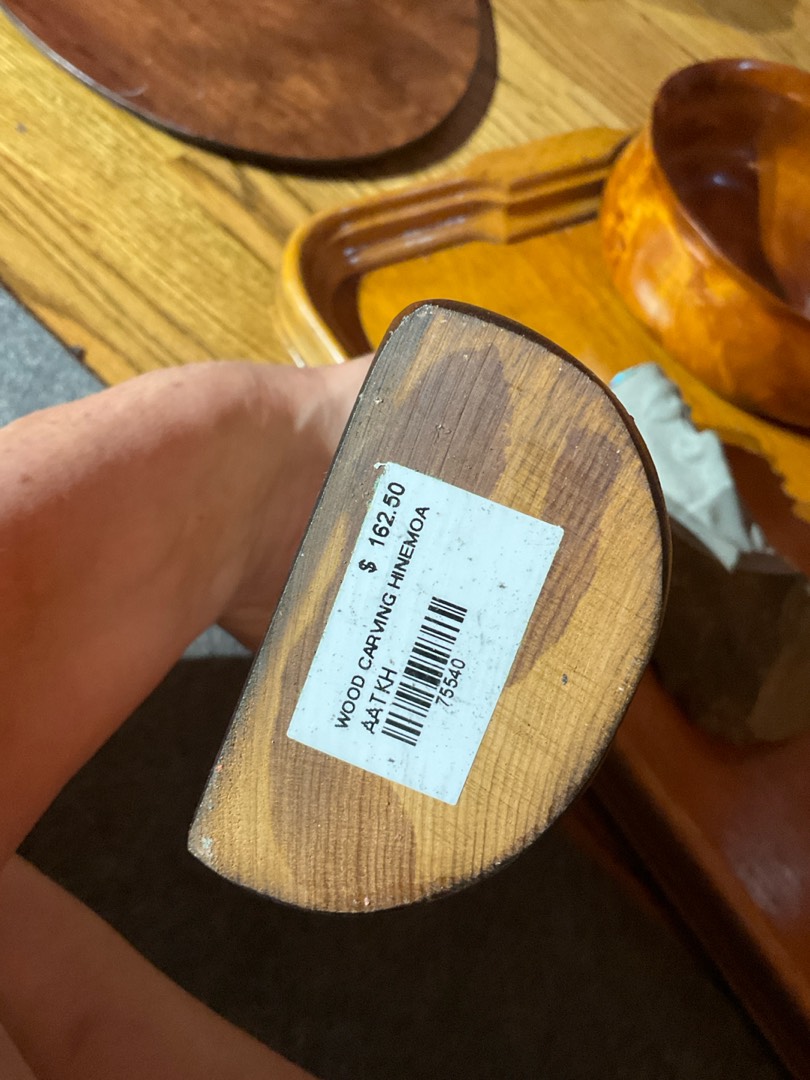 $ 162.50
WOOD CARVING HINEMOA
AATKH
75540